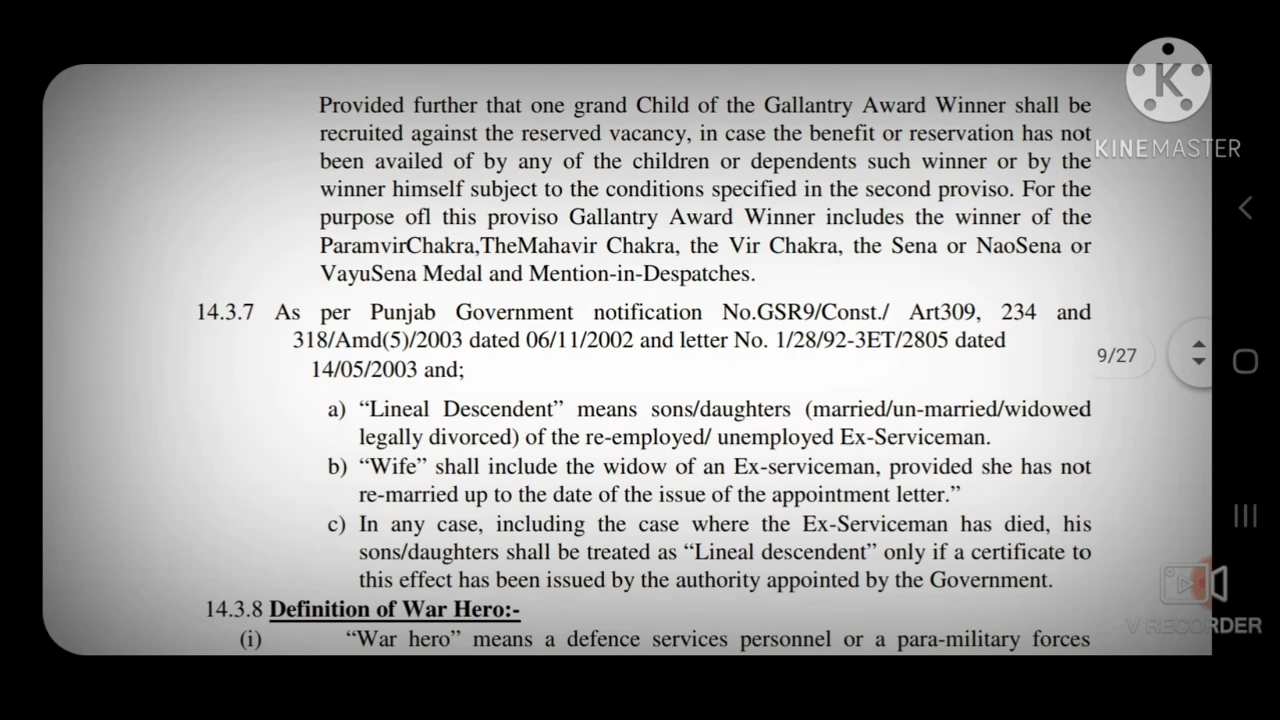 Provided further that one grand Child of the Gallantry Award Winner shall be
recruited against the reserved vacancy, in case the benefit or reservation has not
been availed of by any of the children or dependents such winner or by the
winner himself subject to the conditions specified in the second proviso. For the
purpose ofl this proviso Gallantry Award Winner includes the winner of the
ParamvirChakra,TheMahavir Chakra, the Vir Chakra, the Sena or NaoSena or
VayuSena Medal and Mention-in-Despatches.
14.3.7 As per Punjab Government notification No.GSR9/Const./ Art309, 234 and
318/Amd(5)/2003 dated 06/11/2002 and letter No. 1/28/92-3ET/2805 dated
14/05/2003 and;
a) “Lineal Descendent” means sons/daughters (married/un-married/widowed
legally divorced) of the re-employed/ unemployed Ex-Serviceman.
b) “Wife” shall include the widow of an Ex-serviceman, provided she has not
re-married up to the date of the issue of the appointment letter.”
c) In any case, including the case where the Ex-Serviceman has died, his
sons/daughters shall be treated as “Lineal descendent” only if a certificate to
this effect has been issued by the authority appointed by the Government.
14.3.8 Definition of War Hero:-
(i) “War hero” means a defence services personnel or a para-military forces
K
KINEMASTER
9/27
V RECORDER